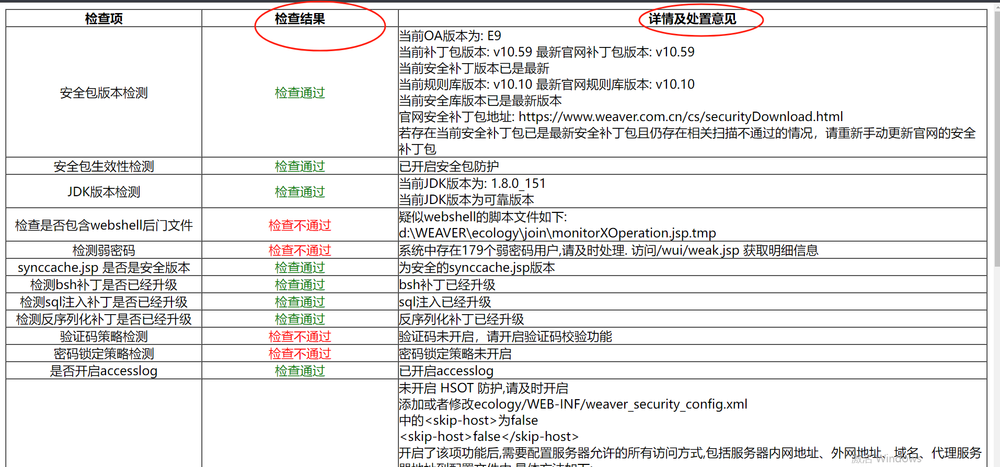 检查项 检查结果 详情及处置意见
安全包版本检测 检查通过 当前OA版本为: E9
当前补丁包版本: v10.59 最新官网补丁包版本: v10.59
当前安全补丁版本已是最新
当前规则库版本: v10.10 最新官网规则库版本: v10.10
当前安全库版本已是最新版本
官网安全补丁包地址: https://www.weaver.com.cn/cs/securityDownload.html
若存在当前安全补丁包已是最新安全补丁包且仍存在相关扫描不通过的情况，请重新手动更新官网的安全
补丁包
安全包生效性检测 检查通过 已开启安全包防护
JDK版本检测 检查通过 当前JDK版本为: 1.8.0_151
当前JDK版本为可靠版本
检查是否包含webshell后门文件 检查不通过 疑似webshell的脚本文件如下:
d:\WEAVER\ecology\join\monitorXOperation.jsp.tmp
检测弱密码 检查不通过 系统中存在179个弱密码用户,请及时处理. 访问/wui/weak.jsp 获取明细信息
synccache.jsp 是否是安全版本 检查通过 为安全的synccache.jsp版本
检测bsh补丁是否已经升级 检查通过 bsh补丁已经升级
检测sql注入补丁是否已经升级 检查通过 sql注入已经升级
检测反序列化补丁是否已经升级 检查通过 反序列化补丁已经升级
验证码策略检测 检查不通过 验证码未开启，请开启验证码校验功能
密码锁定策略检测 检查不通过 密码锁定策略未开启
是否开启accesslog 检查通过 已开启accesslog
未开启 HSOT 防护,请及时开启
添加或者修改ecology/WEB-INF/weaver_security_config.xml
中的<skip-host>为false
<skip-host>false</skip-host>
开启了该项功能后,需要配置服务器允许的所有访问方式,包括服务器内网地址、外网地址、域名、代理服务
器地址到配置文件中,具体方法如下:
激活 Windows